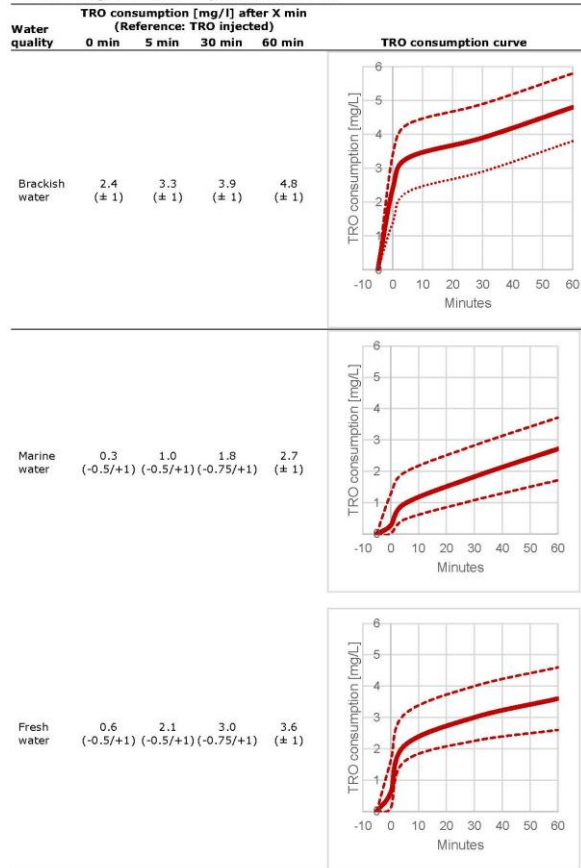 TRO consumption [mg/l] after X min
(Reference: TRO injected)
Water
quality 0 min 5 min 30 min 60 min TRO consumption curve
Brackish
water
2.4 3.3 3.9 4.8
(± 1) (± 1) (± 1) (± 1)
TRO consumption [mg/L]
6
5
4
3
2
1
0
-10 0 10 20 30 40 50 60
Minutes
Marine
water
0.3 1.0 1.8 2.7
(-0.5/+1) (-0.5/+1) (-0.75/+1) (± 1)
TRO consumption [mg/L]
6
5
4
3
2
1
0
-10 0 10 20 30 40 50 60
Minutes
Fresh
water
0.6 2.1 3.0 3.6
(-0.5/+1) (-0.5/+1) (-0.75/+1) (± 1)
TRO consumption [mg/L]
6
5
4
3
2
1
0
-10 0 10 20 30 40 50 60
Minutes